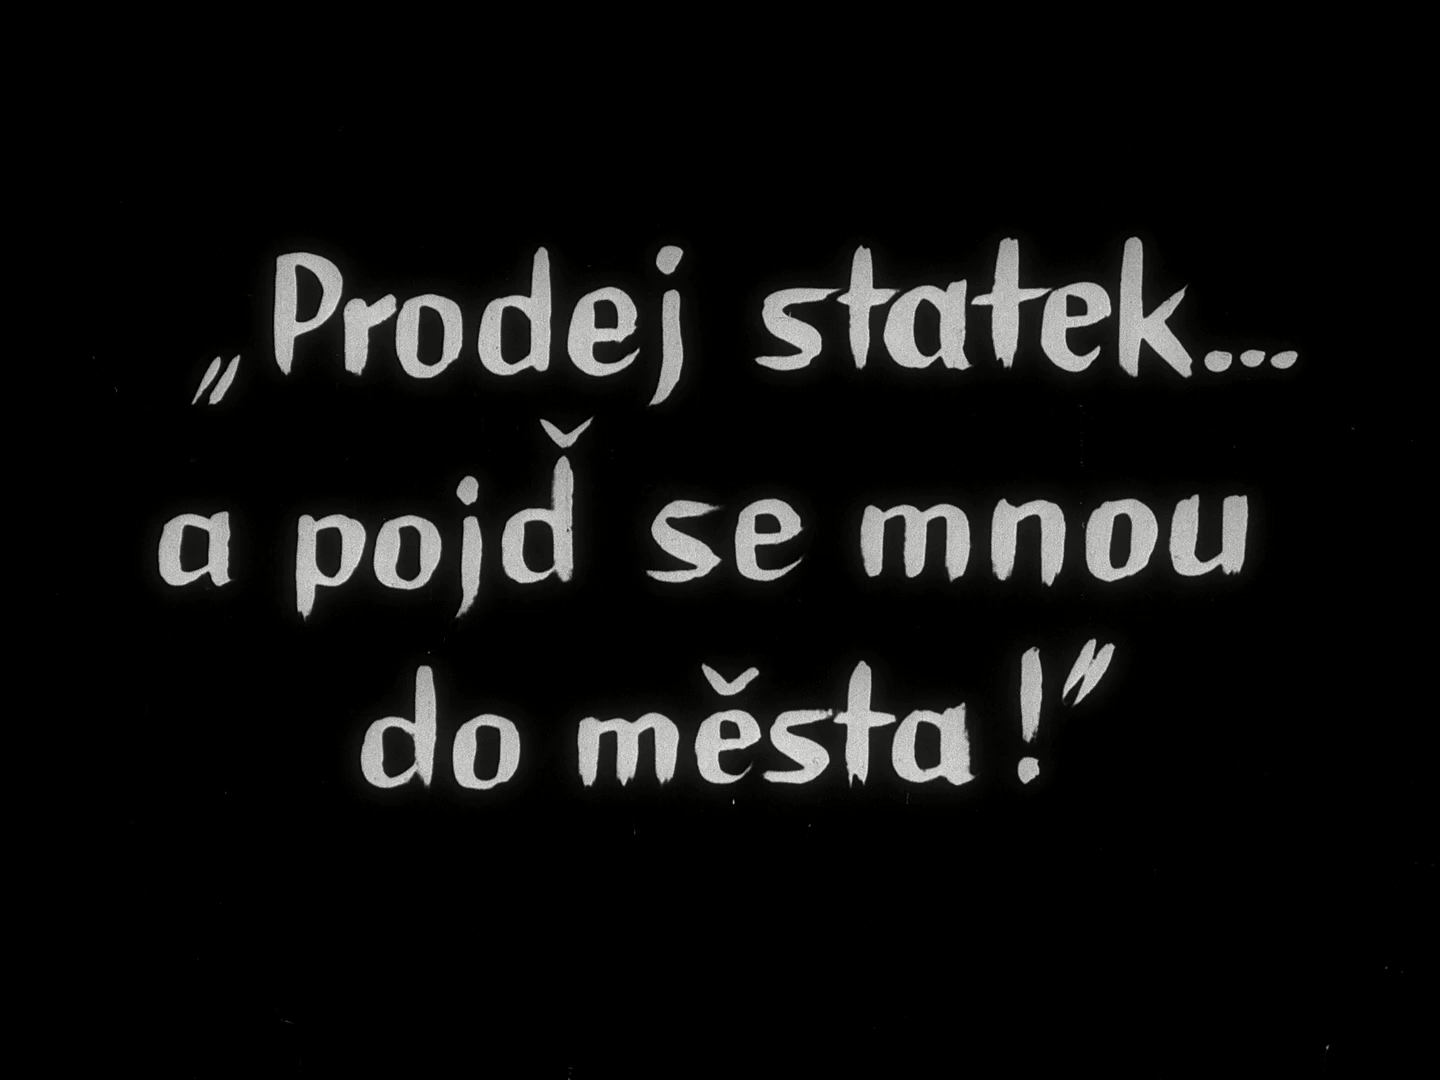 „Prodej statek...
a pojď se mnou
do města!"